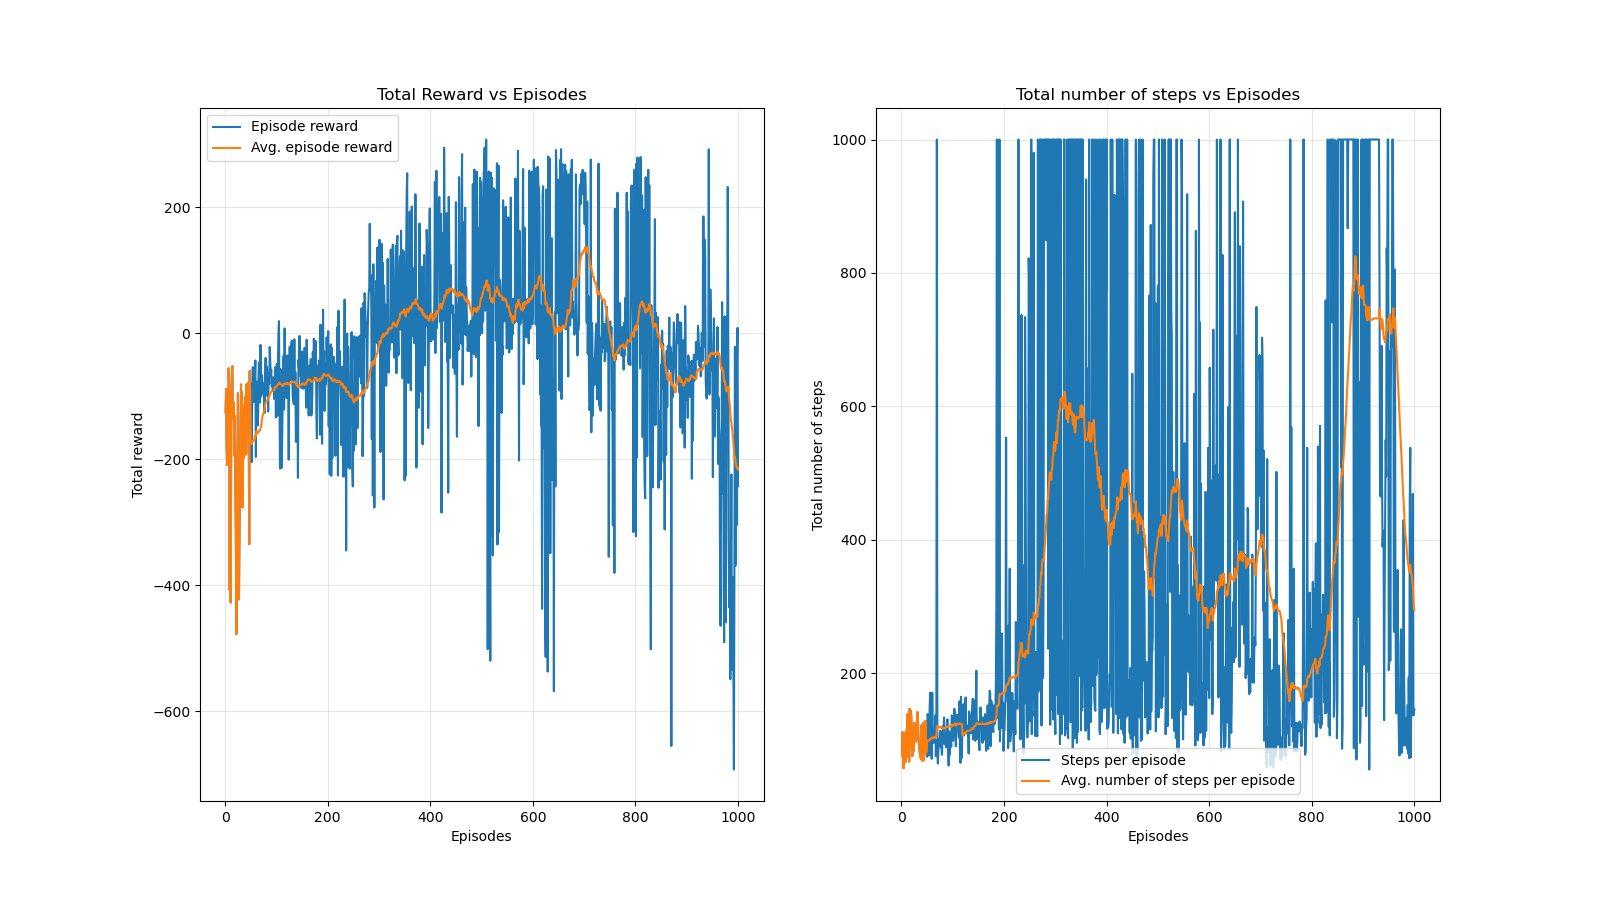 Total Reward vs Episodes
Episode reward
Avg. episode reward
200
0
−200
−400
−600
Total reward
0 200 400 600 800 1000
Episodes
Total number of steps vs Episodes
1000
800
600
400
200
Total number of steps
Steps per episode
Avg. number of steps per episode
0 200 400 600 800 1000
Episodes